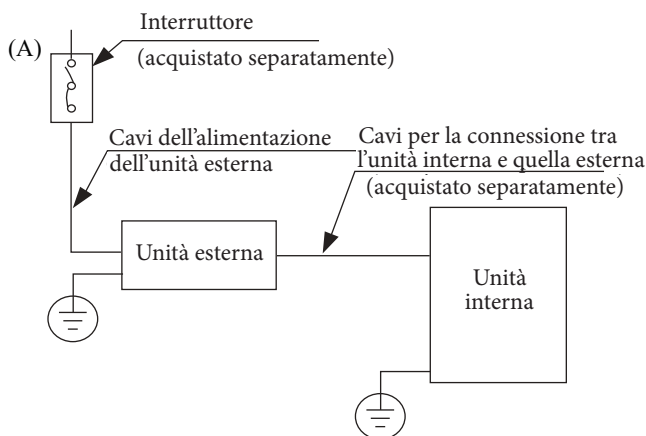 Interruttore
(A)
(acquistato separatamente)
Cavi dell'alimentazione
dell'unità esterna
Cavi per la connessione tra
l'unità interna e quella esterna
(acquistato separatamente)
Unità esterna
Unità
interna